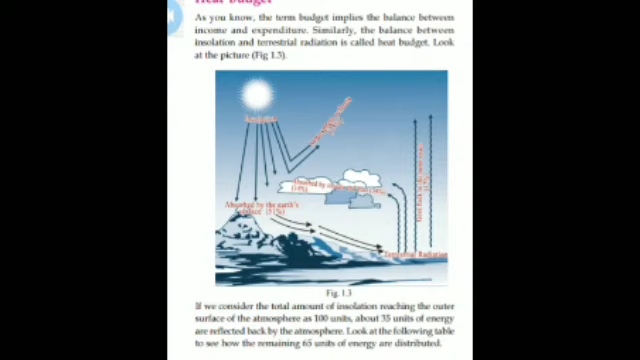 Heat Budget
As you know, the term budget implies the balance between
income and expenditure. Similarly, the balance between
insolation and terrestrial radiation is called heat budget. Look
at the picture (Fig 1.3).
Insolation
(14%)
Absorbed by the earth's
surface (51%)
Terrestrial Radiation
Fig. 1.3
If we consider the total amount of insolation reaching the outer
surface of the atmosphere as 100 units, about 35 units of energy
are reflected back by the atmosphere. Look at the following table
to see how the remaining 65 units of energy are distributed.